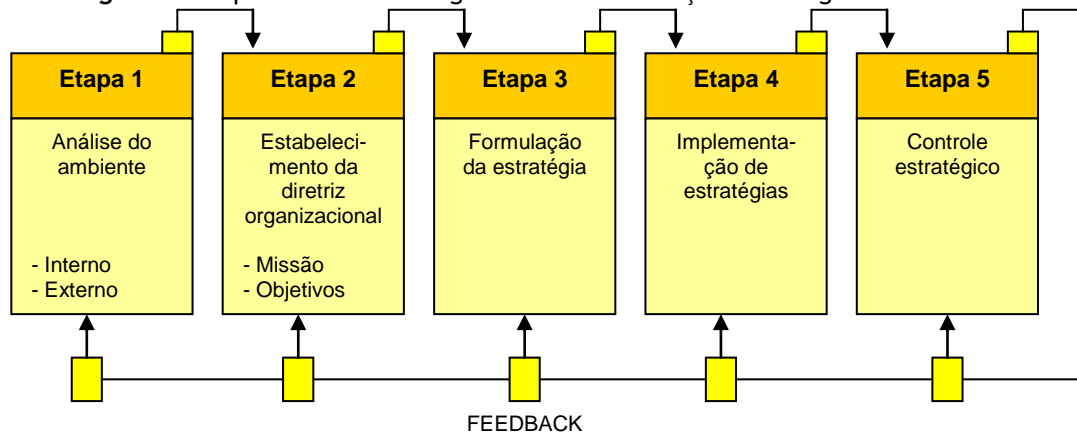 Etapa 1
Análise do
ambiente
- Interno
- Externo
Etapa 2
Estabeleci-
mento da
diretriz
organizacional
- Missão
- Objetivos
Etapa 3
Formulação
da estratégia
Etapa 4
Implementa-
ção de
estratégias
Etapa 5
Controle
estratégico
FEEDBACK